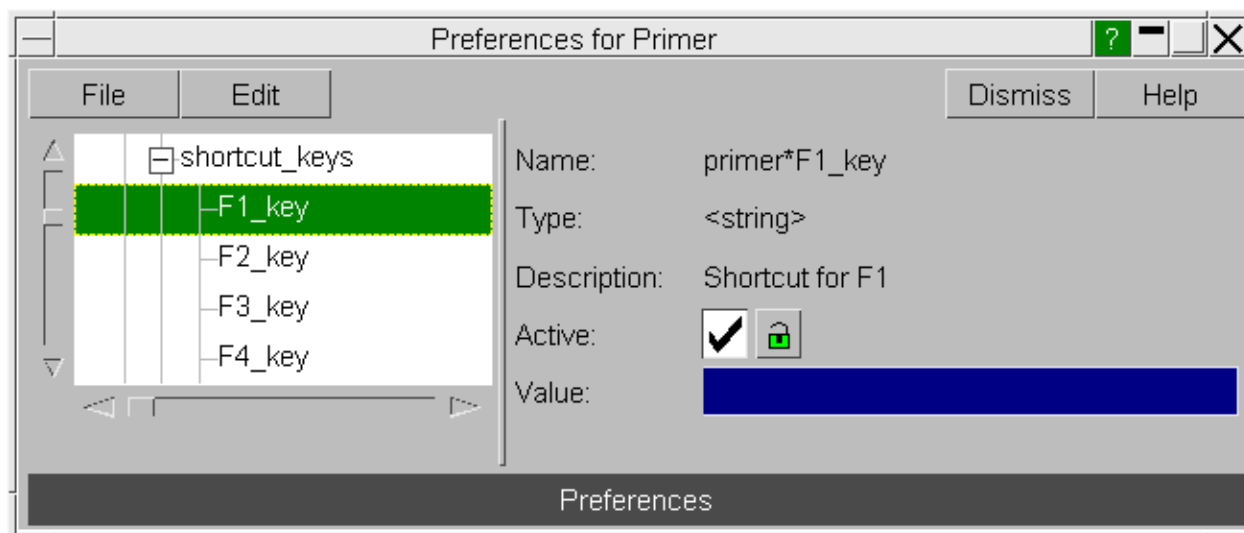 Preferences for Primer ?
File Edit Dismiss Help
shortcut_keys
F1_key
F2_key
F3_key
F4_key
Name: primer*F1_key
Type: <string>
Description: Shortcut for F1
Active:
Value:
Preferences